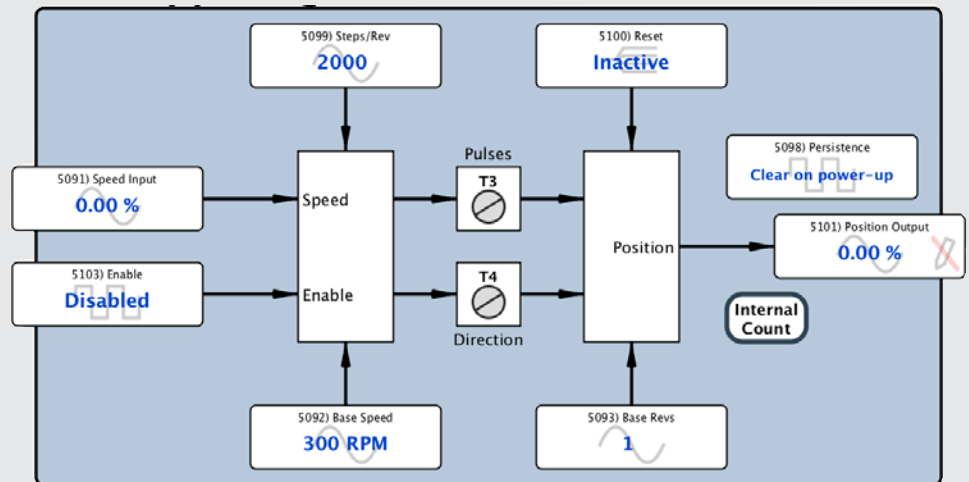 5099) Steps/Rev
2000
5100) Reset
Inactive
Pulses
T3
5098) Persistence
Clear on power-up
5091) Speed Input
0.00 %
Speed
5101) Position Output
0.00 %
Position
5103) Enable
Disabled
Enable
T4
Direction
Internal
Count
5092) Base Speed
300 RPM
5093) Base Revs
1